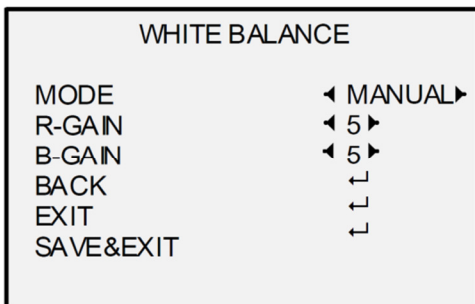 WHITE BALANCE
MODE ◄ MANUAL►
R-GAIN ◄ 5 ►
B-GAIN ◄ 5 ►
BACK ↵
EXIT ↵
SAVE&EXIT ↵